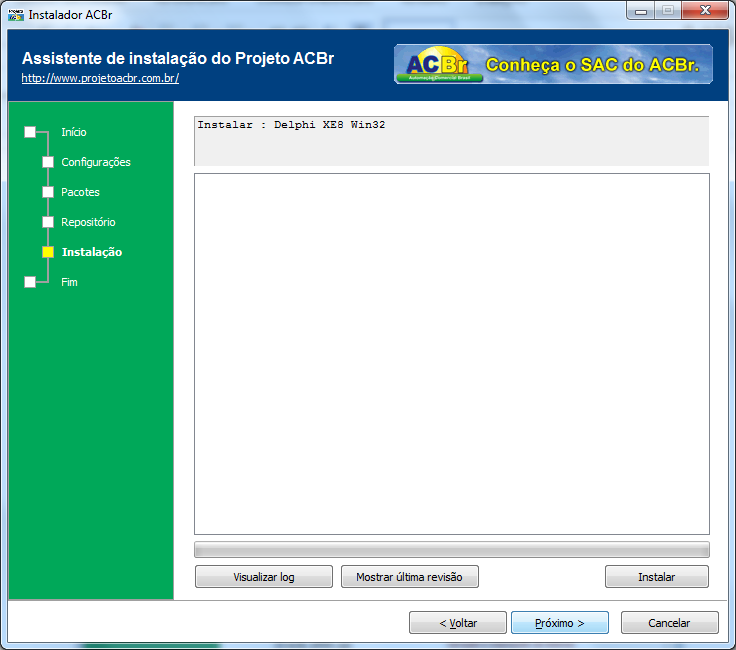 Instalador ACBr
Assistente de instalação do Projeto ACBr
http://www.projetoacbr.com.br/
ACBr
Automação Comercial Brasil
Conheça o SAC do ACBr.
Início
Configurações
Pacotes
Repositório
Instalação
Fim
Instalar : Delphi XE8 Win32
Visualizar log
Mostrar última revisão
Instalar
< Voltar
Próximo >
Cancelar